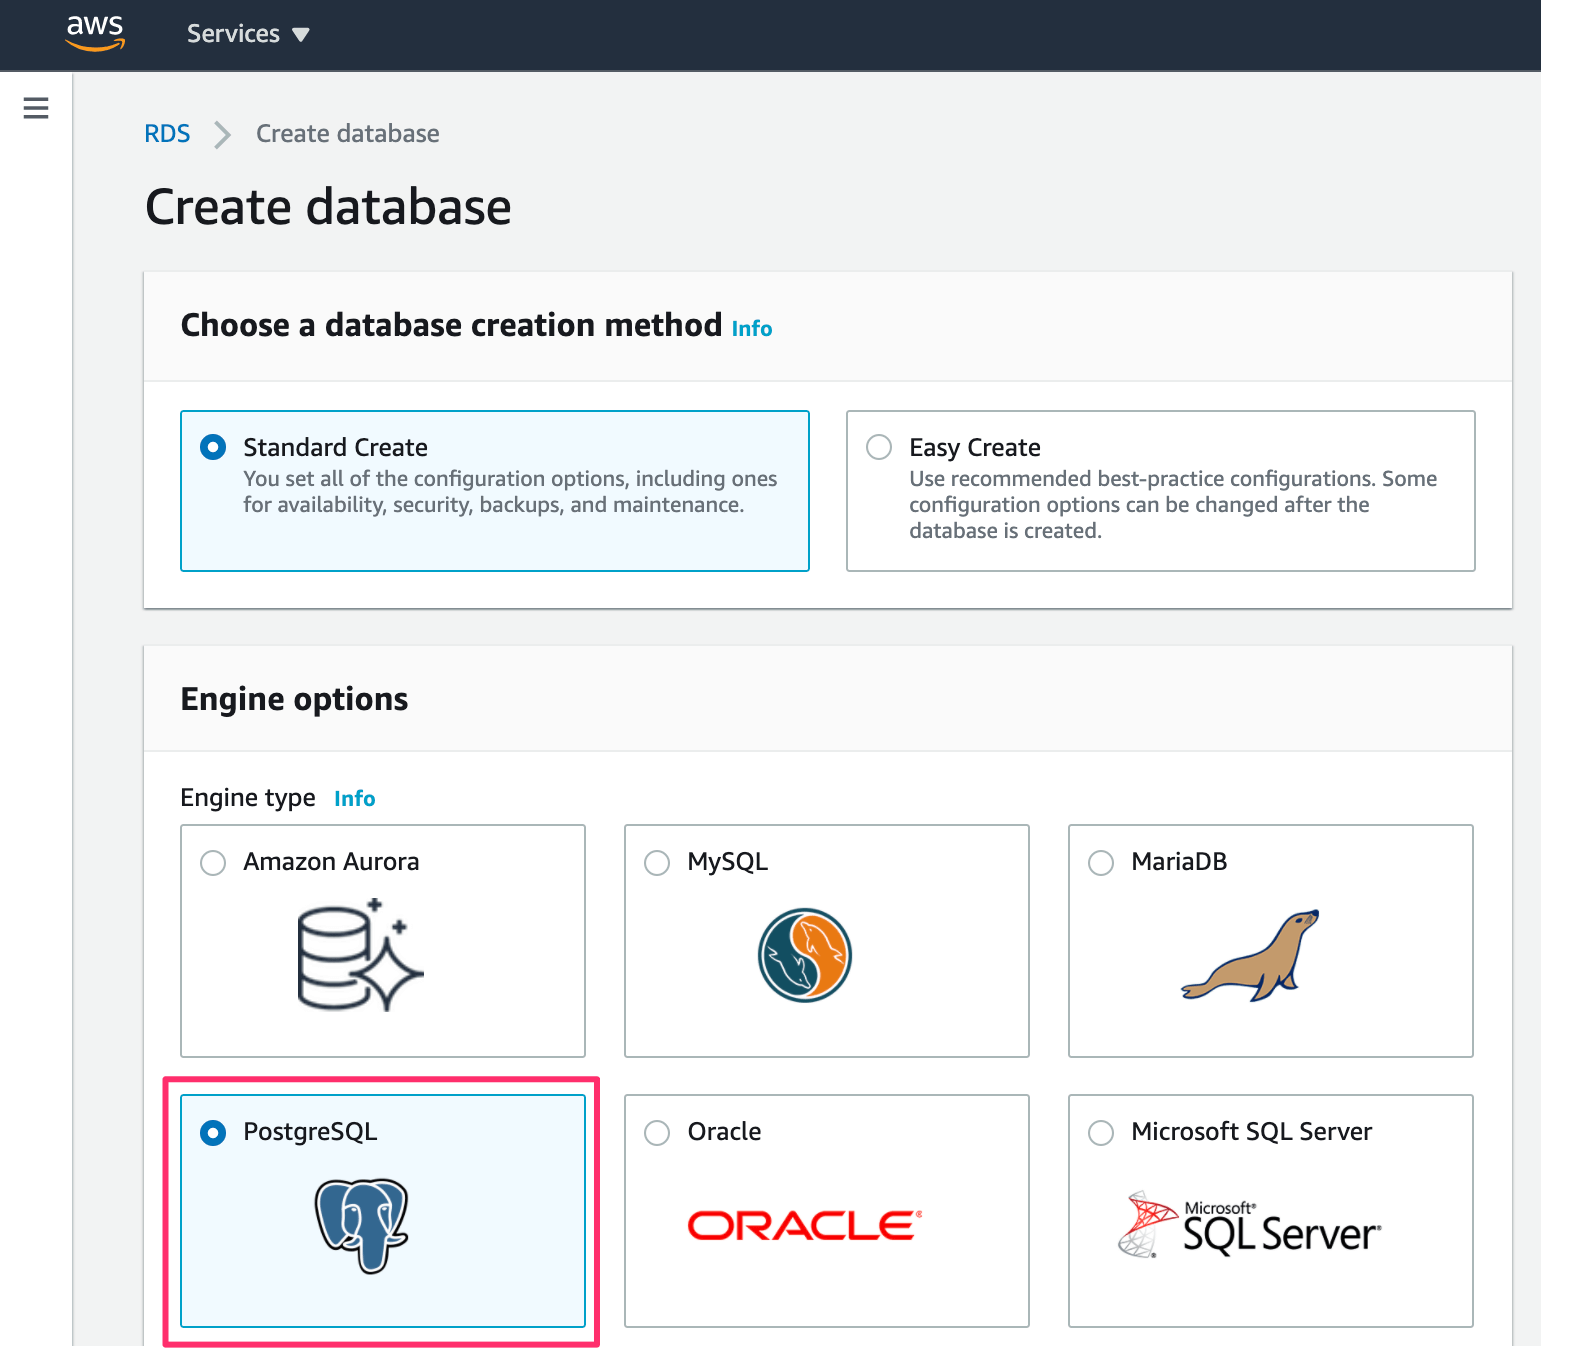 aws
Services
RDS
Create database
Create database
Choose a database creation method Info
Standard Create
You set all of the configuration options, including ones
for availability, security, backups, and maintenance.
Easy Create
Use recommended best-practice configurations. Some
configuration options can be changed after the
database is created.
Engine options
Engine type Info
Amazon Aurora
MySQL
MariaDB
PostgreSQL
Oracle
ORACLE®
Microsoft SQL Server
Microsoft®
SQL Server®